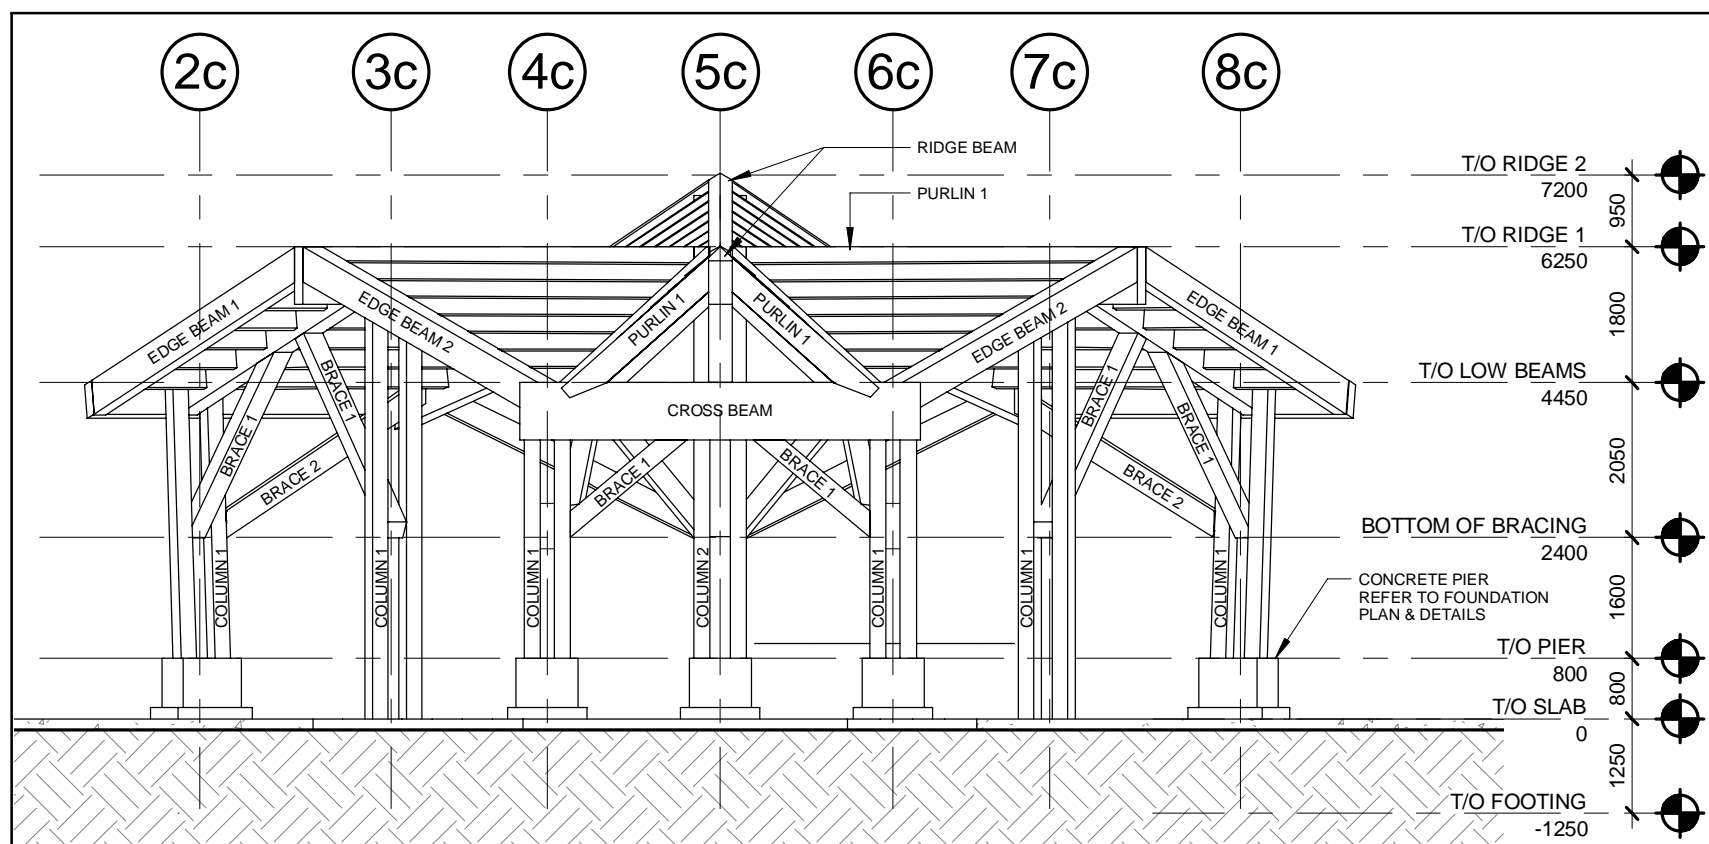 2c
3c
4c
5c
6c
7c
8c
RIDGE BEAM
PURLIN 1
T/O RIDGE 2
7200
950
T/O RIDGE 1
6250
1800
T/O LOW BEAMS
4450
2050
BOTTOM OF BRACING
2400
1600
T/O PIER
800
800
T/O SLAB
0
1250
T/O FOOTING
-1250
EDGE BEAM 1
EDGE BEAM 2
PURLIN 1
PURLIN 1
EDGE BEAM 2
EDGE BEAM 1
BRACE 1
BRACE 1
BRACE 2
CROSS BEAM
BRACE 1
BRACE 1
BRACE 1
BRACE 1
BRACE 2
COLUMN 1
COLUMN 1
COLUMN 1
COLUMN 2
COLUMN 1
COLUMN 1
COLUMN 1
CONCRETE PIER
REFER TO FOUNDATION
PLAN & DETAILS